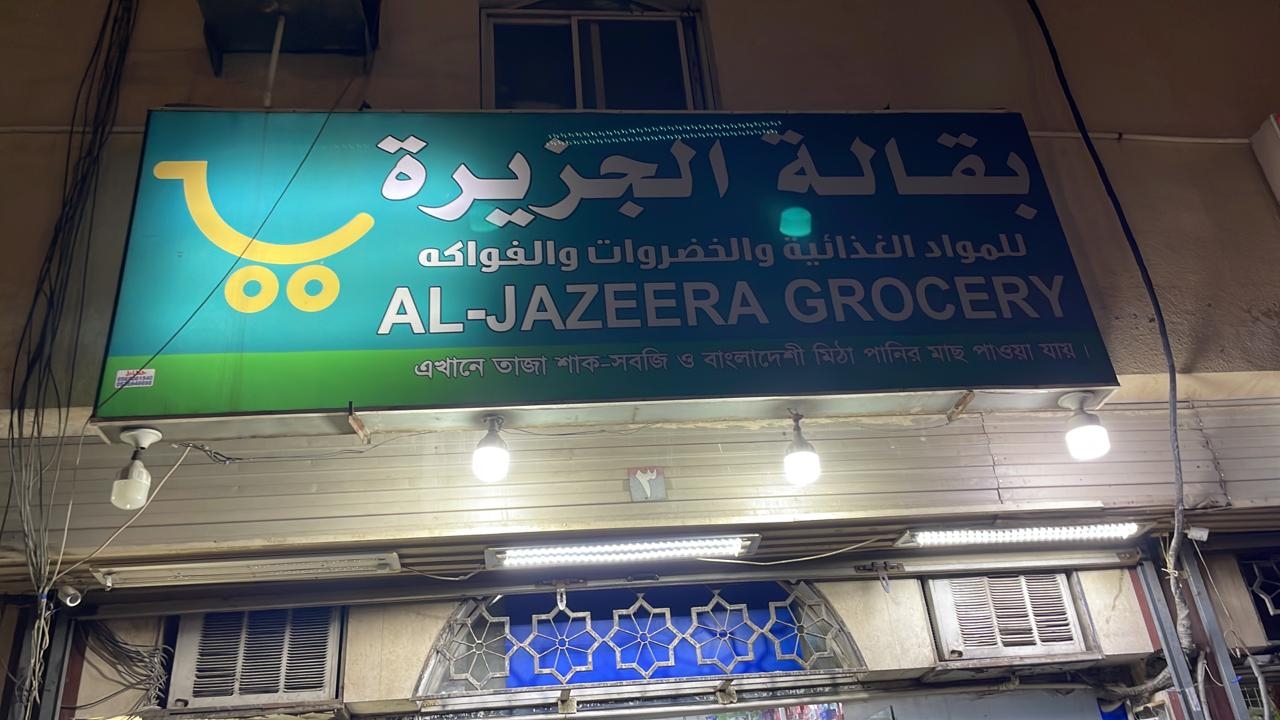 بقالة الجزيرة
للمواد الغذائية والخضروات والفواكه
AL-JAZEERA GROCERY
এখানে তাজা শাক-সবজি ও বাংলাদেশী মিঠা পানির মাছ পাওয়া যায়।
٣